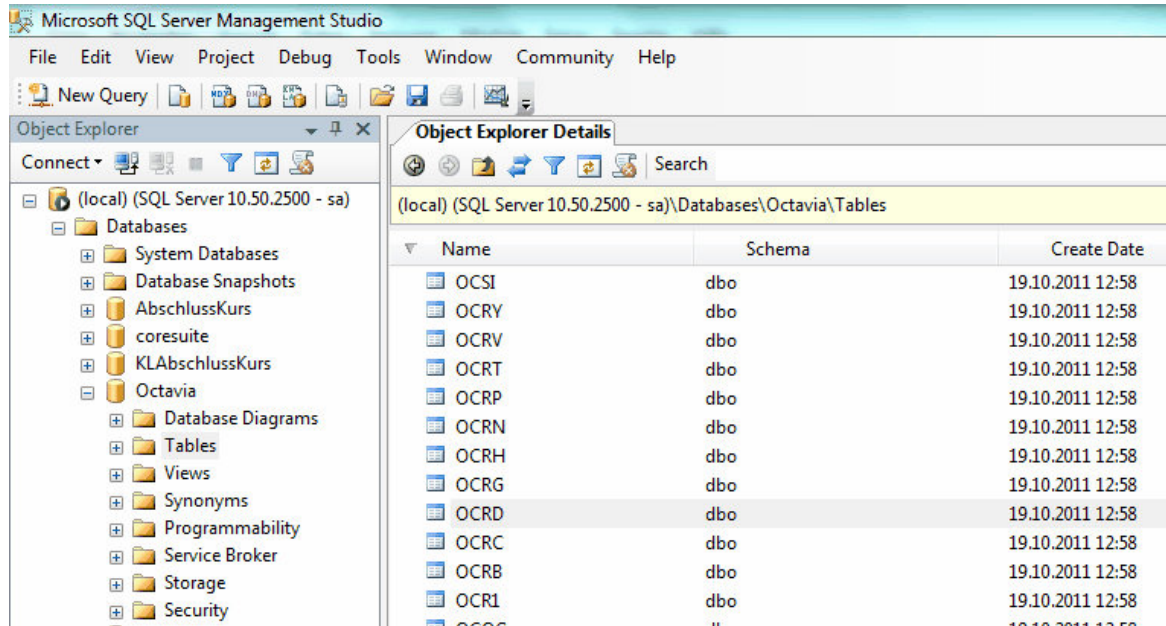 Microsoft SQL Server Management Studio
File Edit View Project Debug Tools Window Community Help
New Query
Object Explorer
Connect
(local) (SQL Server 10.50.2500 - sa)
Databases
System Databases
Database Snapshots
AbschlussKurs
coresuite
KLAbschlussKurs
Octavia
Database Diagrams
Tables
Views
Synonyms
Programmability
Service Broker
Storage
Security
Object Explorer Details
Search
(local) (SQL Server 10.50.2500 - sa)\Databases\Octavia\Tables
Name Schema Create Date
OCSI dbo 19.10.2011 12:58
OCRY dbo 19.10.2011 12:58
OCRV dbo 19.10.2011 12:58
OCRT dbo 19.10.2011 12:58
OCRP dbo 19.10.2011 12:58
OCRN dbo 19.10.2011 12:58
OCRH dbo 19.10.2011 12:58
OCRG dbo 19.10.2011 12:58
OCRD dbo 19.10.2011 12:58
OCRC dbo 19.10.2011 12:58
OCRB dbo 19.10.2011 12:58
OCR1 dbo 19.10.2011 12:58